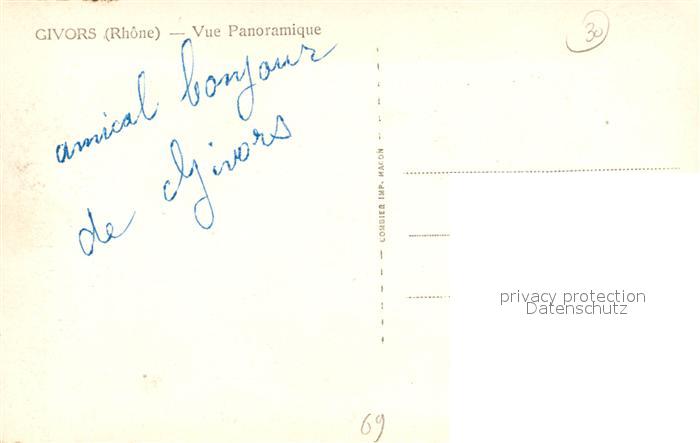 GIVORS (Rhône) — Vue Panoramique
30
amical bonjour
de Givors
COMBIER IMP. MACON
privacy protection
Datenschutz
69